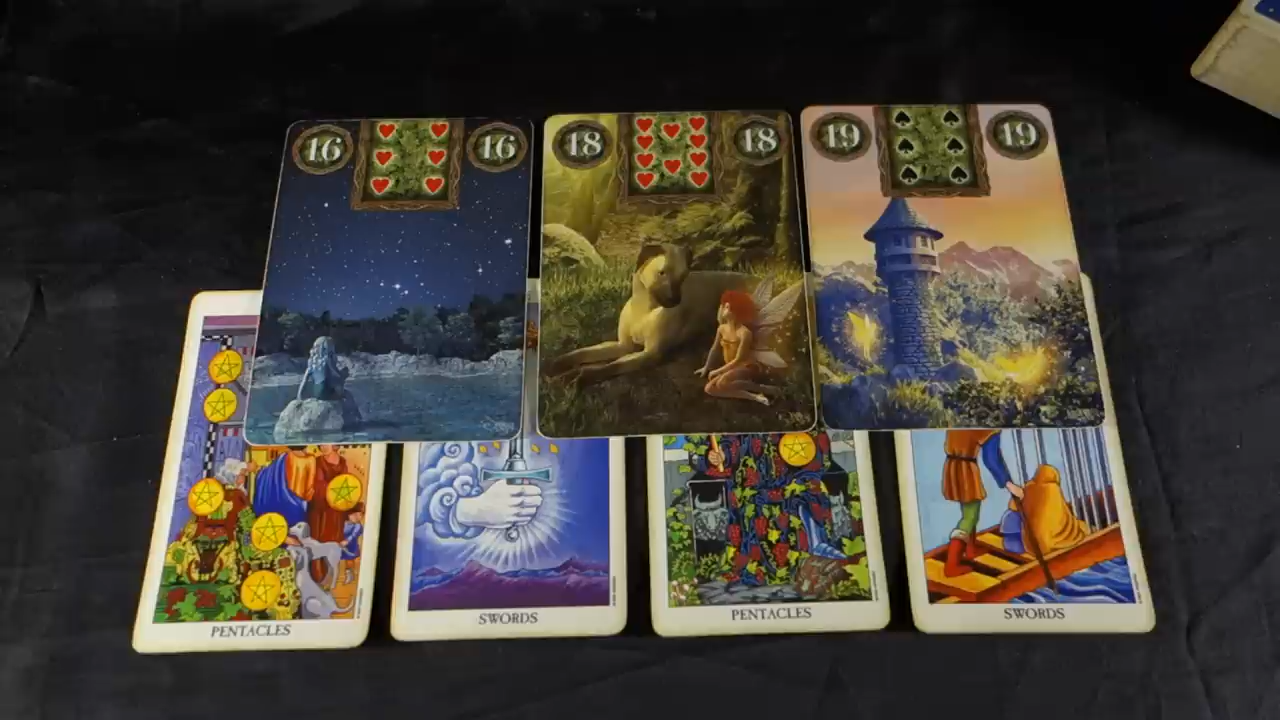 16 16
18 18
19 19
PENTACLES
SWORDS
PENTACLES
SWORDS